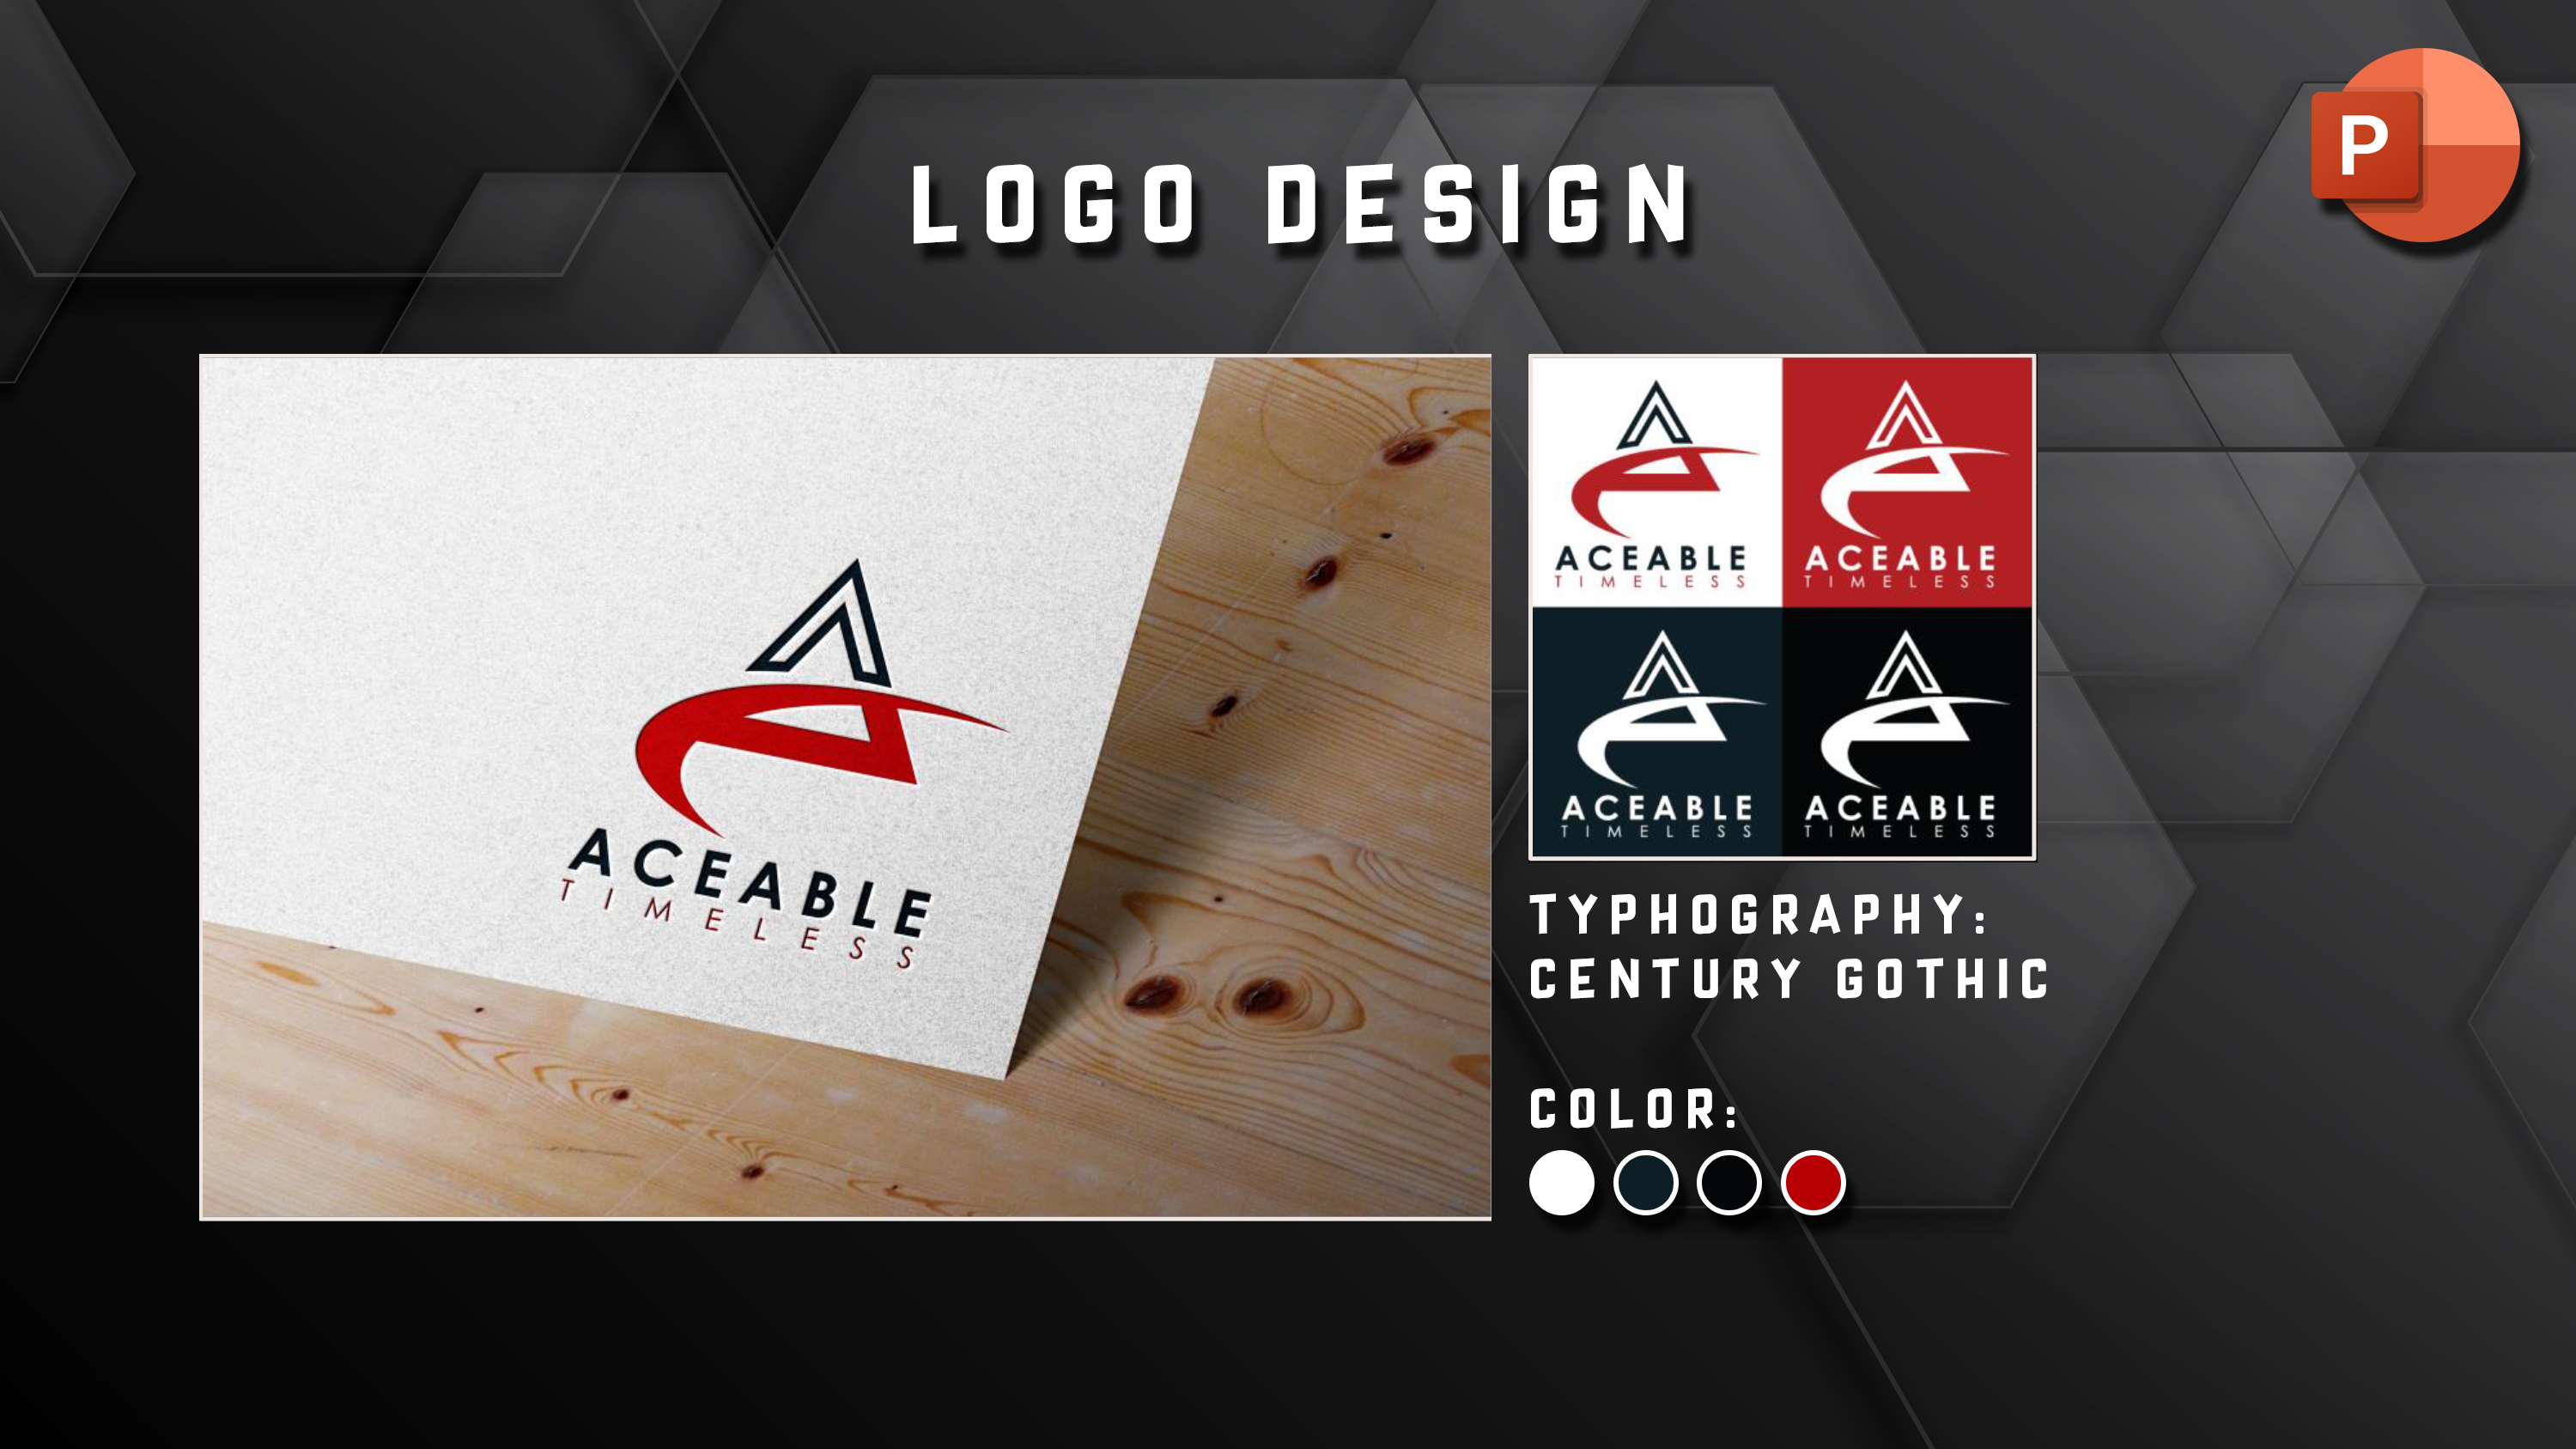 LOGO DESIGN
P
ACEABLE
TIMELESS
ACEABLE
TIMELESS
ACEABLE
TIMELESS
ACEABLE
TIMELESS
ACEABLE
TIMELESS
TYPHOGRAPHY:
CENTURY GOTHIC
COLOR: